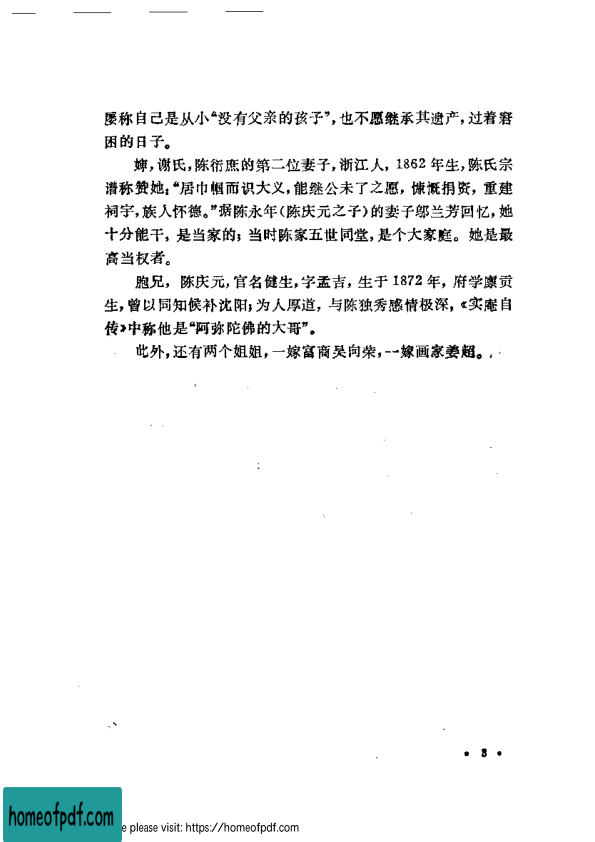 屡称自己是从小“没有父亲的孩子”，也不愿继承其遗产，过着窘
困的日子。
婶，谢氏，陈衍庶的第二位妻子，浙江人，1862年生，陈氏宗
谱称赞她：“居巾帼而识大义，能继公未了之愿，慷慨捐资，重建
祠宇，族人怀德。”据陈永年（陈庆元之子）的妻子邬兰芳回忆，她
十分能干，是当家的；当时陈家五世同堂，是个大家庭。她是最
高当权者。
胞兄，陈庆元，官名健生，字孟吉，生于1872年，府学廪贡
生，曾以同知候补沈阳；为人厚道，与陈独秀感情极深，《实庵自
传》中称他是“阿弥陀佛的大哥”。
此外，还有两个姐姐，一嫁富商吴向荣，一嫁画家姜超。
• 3 •
homeofpdf.com
e please visit: https://homeofpdf.com